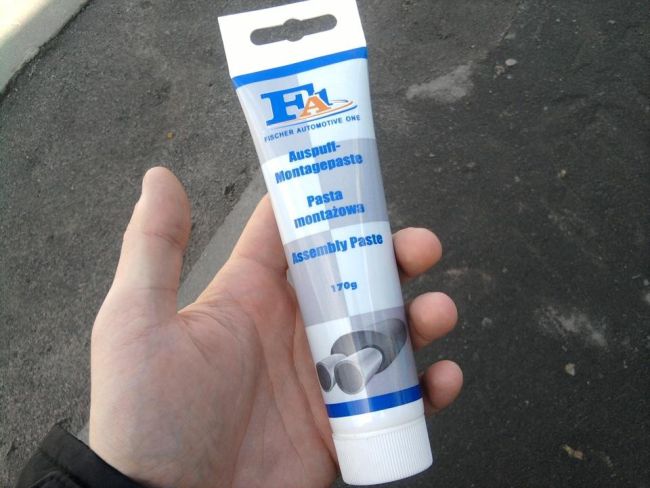 FA1
FISCHER AUTOMOTIVE ONE
Auspuff-
Montagepaste
Pasta
montażowa
Assembly Paste
170g